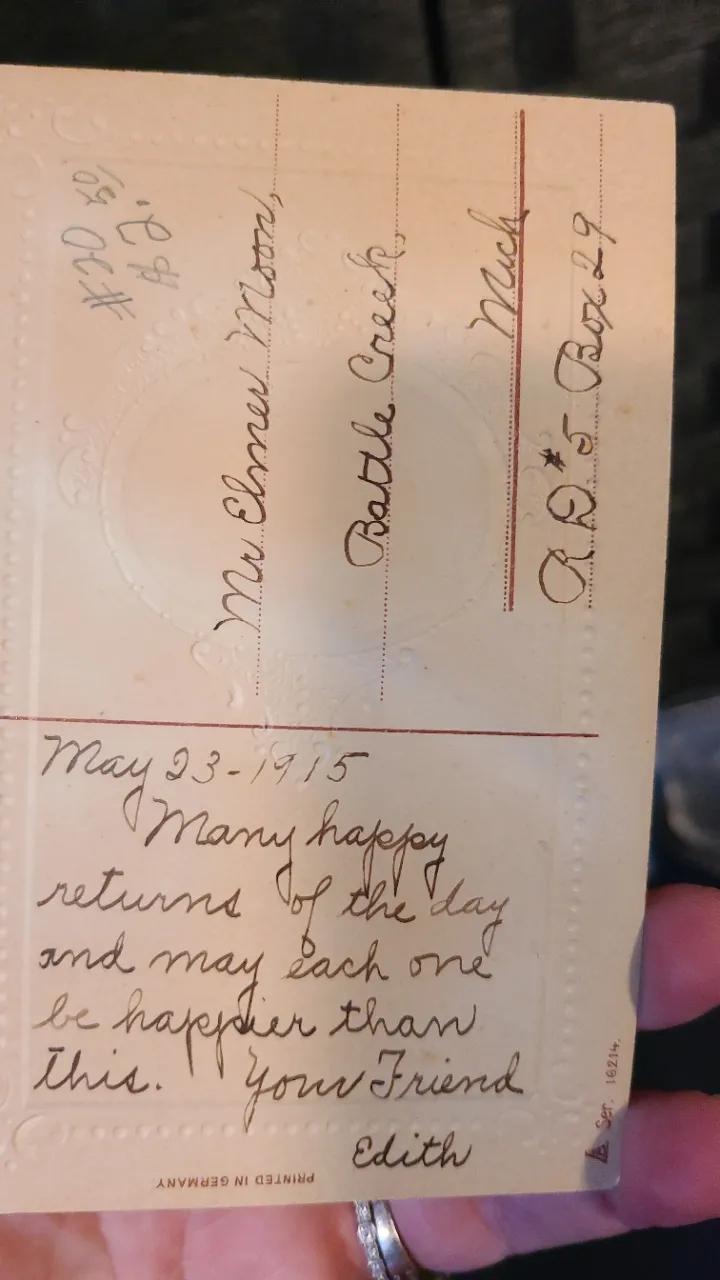 May 23-1915
Many happy
returns of the day
and may each one
be happier than
this. Your Friend
Edith
Mr Elmer Moon,
Battle Creek,
Mich
R D #5 Box 29
#20 50
$2.
PRINTED IN GERMANY
Ser. 16214.